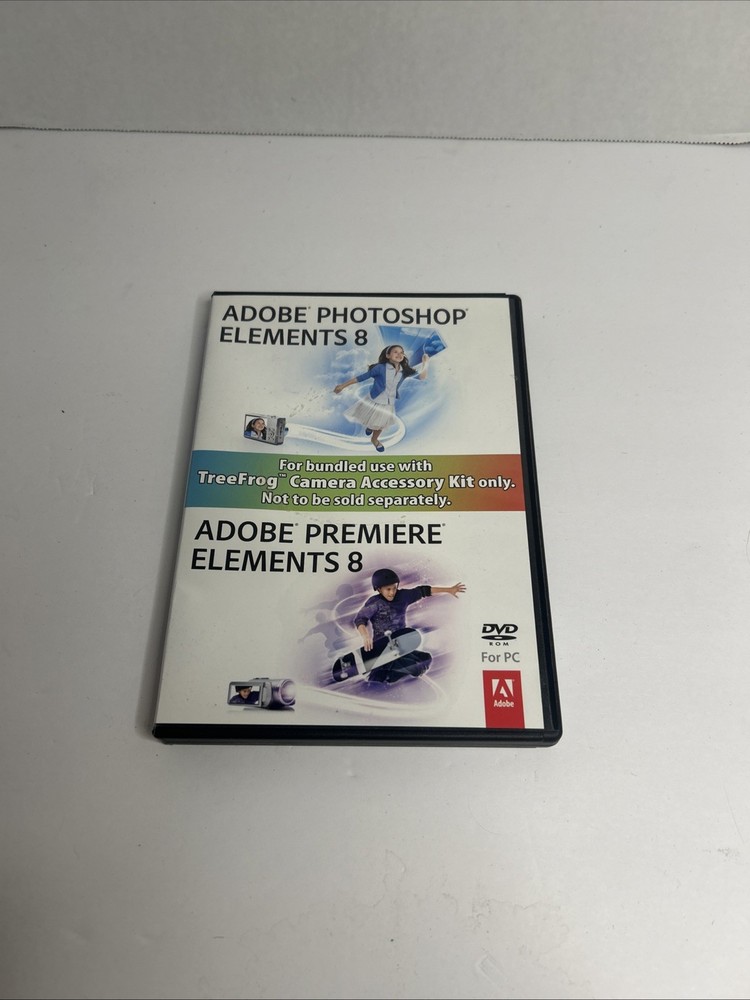 ADOBE® PHOTOSHOP®
ELEMENTS 8
For bundled use with
TreeFrog™ Camera Accessory Kit only.
Not to be sold separately.
ADOBE® PREMIERE®
ELEMENTS 8
DVD
ROM
For PC
Adobe